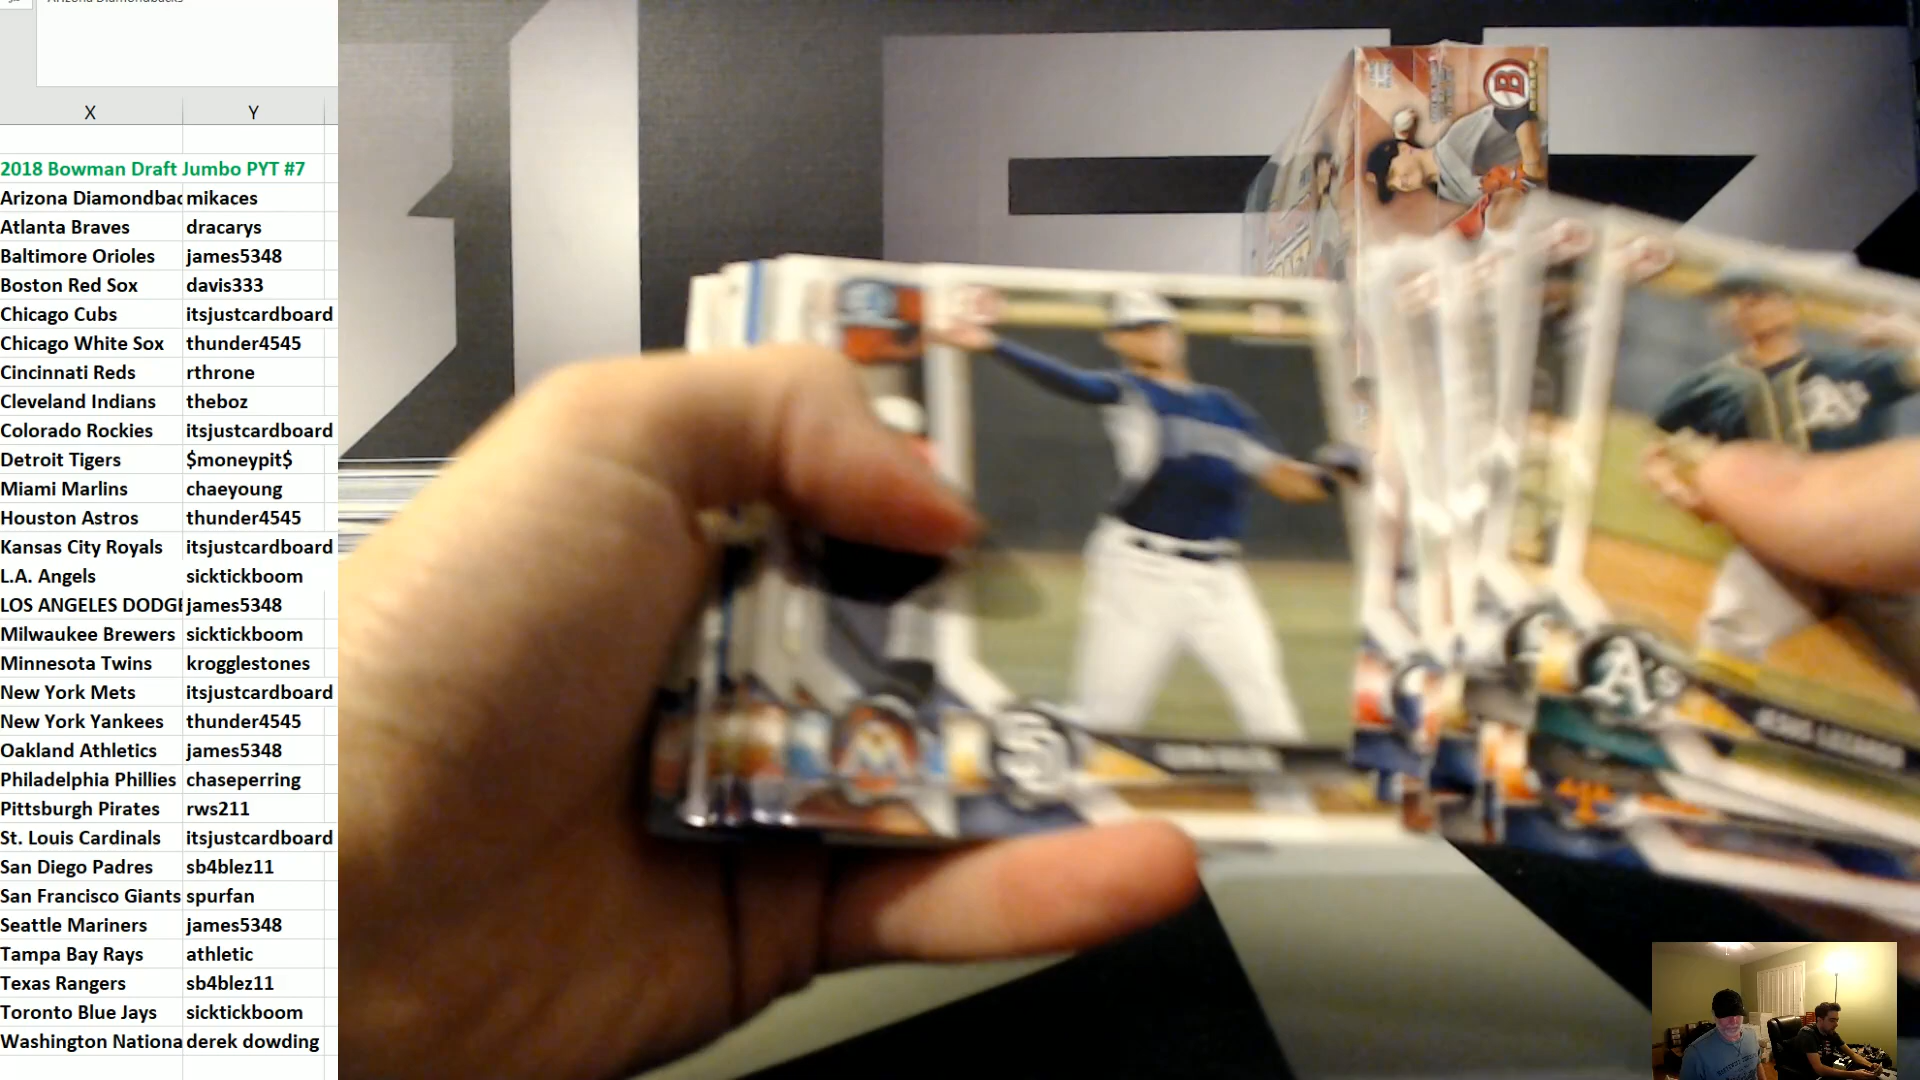 X Y
2018 Bowman Draft Jumbo PYT #7
Arizona Diamondbac mikaces
Atlanta Braves dracarys
Baltimore Orioles james5348
Boston Red Sox davis333
Chicago Cubs itsjustcardboard
Chicago White Sox thunder4545
Cincinnati Reds rthrone
Cleveland Indians theboz
Colorado Rockies itsjustcardboard
Detroit Tigers $moneypit$
Miami Marlins chaeyoung
Houston Astros thunder4545
Kansas City Royals itsjustcardboard
L.A. Angels sicktickboom
LOS ANGELES DODGE james5348
Milwaukee Brewers sicktickboom
Minnesota Twins krogglestones
New York Mets itsjustcardboard
New York Yankees thunder4545
Oakland Athletics james5348
Philadelphia Phillies chaseperring
Pittsburgh Pirates rws211
St. Louis Cardinals itsjustcardboard
San Diego Padres sb4blez11
San Francisco Giants spurfan
Seattle Mariners james5348
Tampa Bay Rays athletic
Texas Rangers sb4blez11
Toronto Blue Jays sicktickboom
Washington Nationa derek dowding
B
A's
A's
SD
M